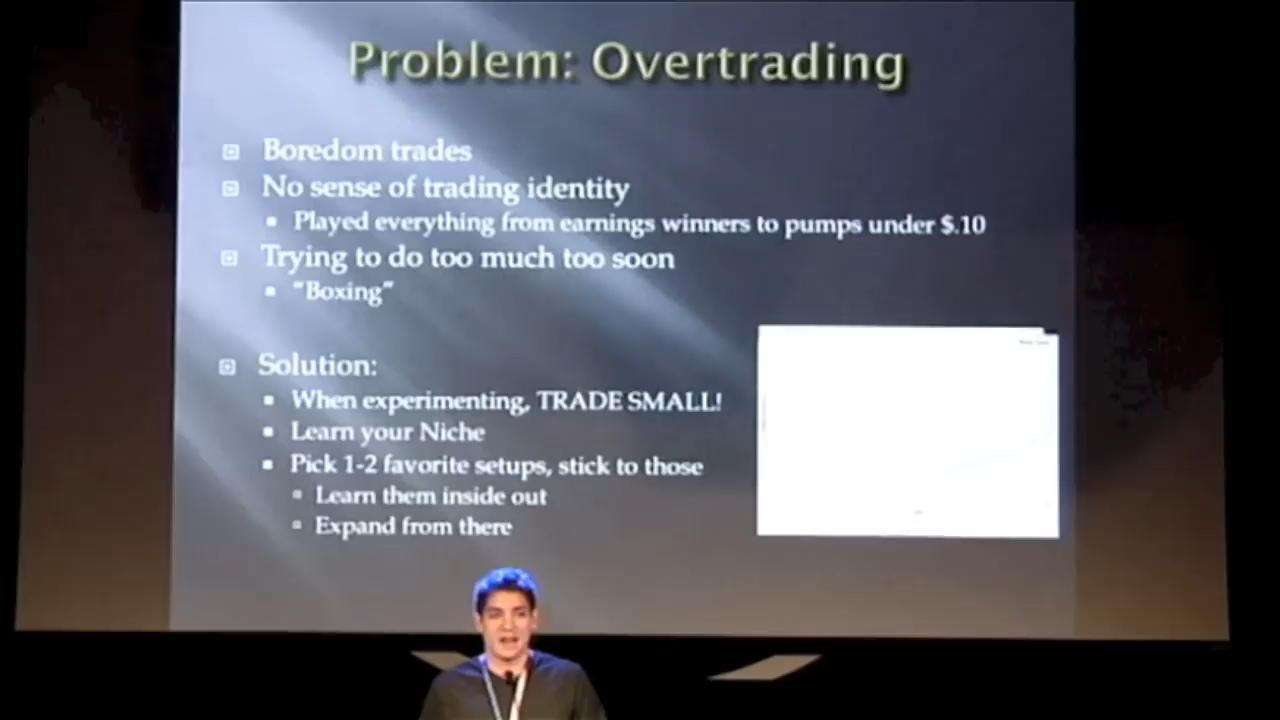 Problem: Overtrading
Boredom trades
No sense of trading identity
Played everything from earnings winners to pumps under $.10
Trying to do too much too soon
"Boxing"
Solution:
When experimenting, TRADE SMALL!
Learn your Niche
Pick 1-2 favorite setups, stick to those
Learn them inside out
Expand from there